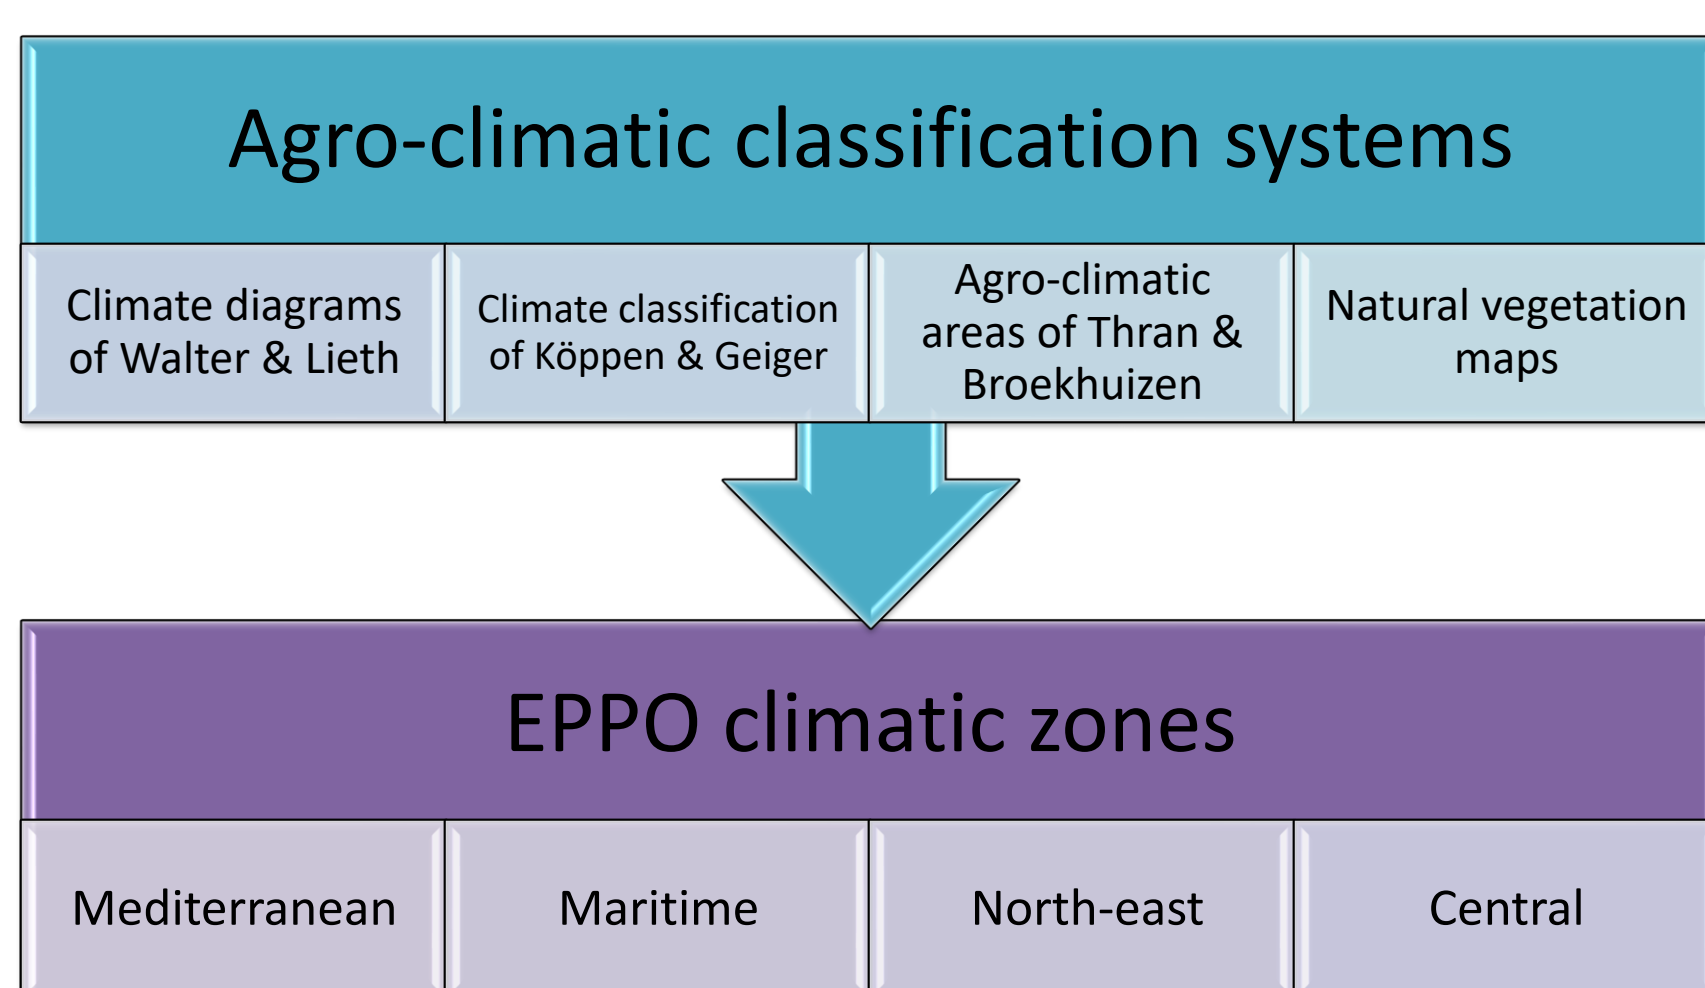 Agro-climatic classification systems
Climate diagrams
of Walter & Lieth
Climate classification
of Köppen & Geiger
Agro-climatic
areas of Thran &
Broekhuizen
Natural vegetation
maps
EPPO climatic zones
Mediterranean
Maritime
North-east
Central